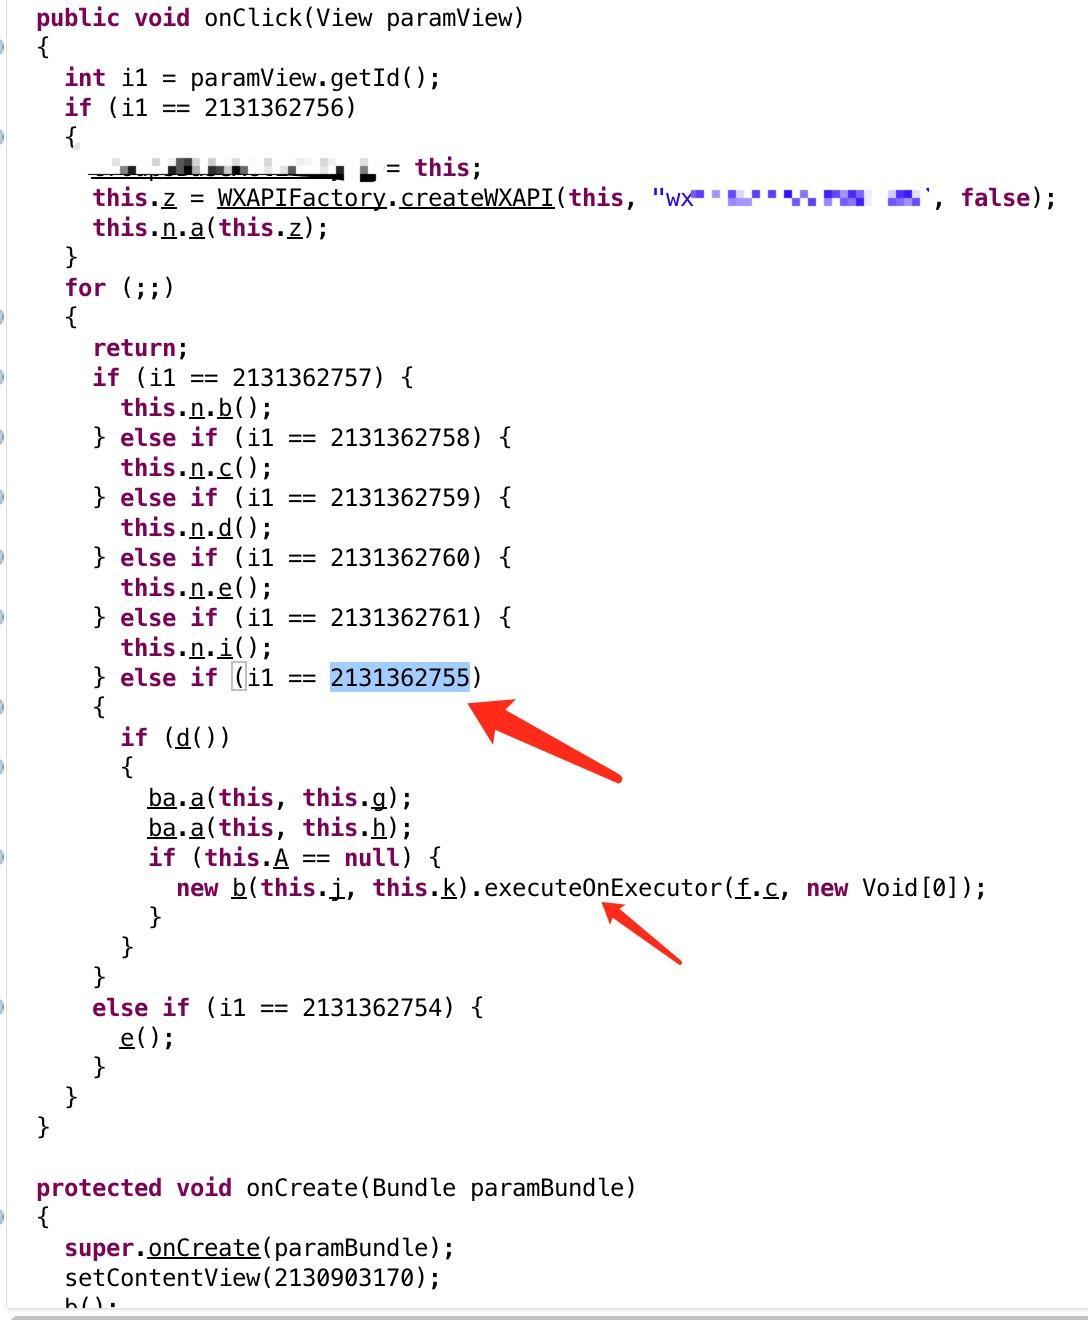 public void onClick(View paramView)
{
int i1 = paramView.getId();
if (i1 == 2131362756)
{
= this;
this.z = WXAPIFactory.createWXAPI(this, "wx , false);
this.n.a(this.z);
}
for (;;)
{
return;
if (i1 == 2131362757) {
this.n.b();
} else if (i1 == 2131362758) {
this.n.c();
} else if (i1 == 2131362759) {
this.n.d();
} else if (i1 == 2131362760) {
this.n.e();
} else if (i1 == 2131362761) {
this.n.i();
} else if (i1 == 2131362755)
{
if (d())
{
ba.a(this, this.g);
ba.a(this, this.h);
if (this.A == null) {
new b(this.j, this.k).executeOnExecutor(f.c, new Void[0]);
}
}
}
else if (i1 == 2131362754) {
e();
}
}
}
protected void onCreate(Bundle paramBundle)
{
super.onCreate(paramBundle);
setContentView(2130903170);
b();